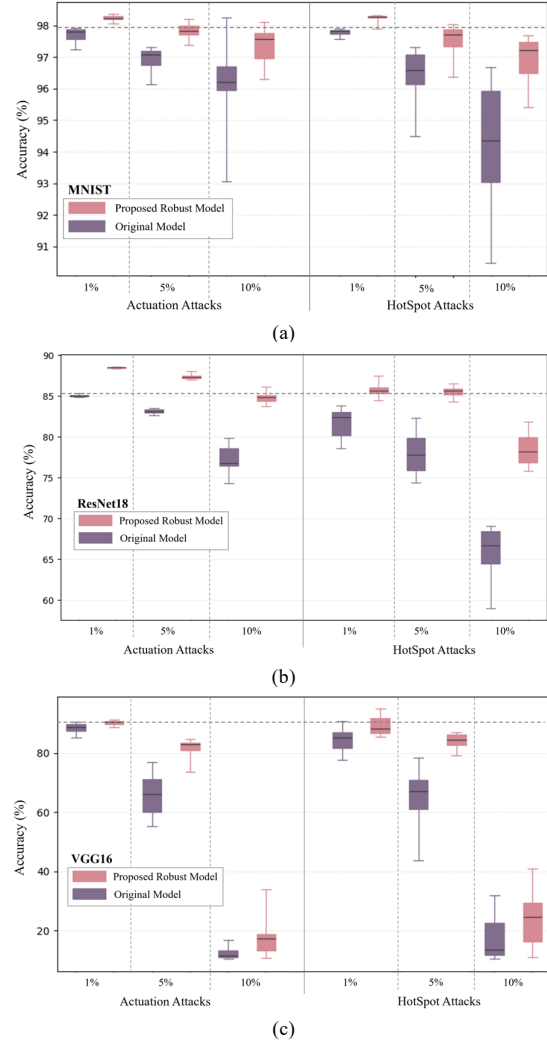 98
97
96
95
94
93
91
Accuracy (%)
MNIST
Proposed Robust Model
Original Model
1% 5% 10% 1% 5% 10%
Actuation Attacks HotSpot Attacks
(a)
90
85
80
75
70
65
60
Accuracy (%)
ResNet18
Proposed Robust Model
Original Model
1% 5% 10% 1% 5% 10%
Actuation Attacks HotSpot Attacks
(b)
80
60
40
20
Accuracy (%)
VGG16
Proposed Robust Model
Original Model
1% 5% 10% 1% 5% 10%
Actuation Attacks HotSpot Attacks
(c)